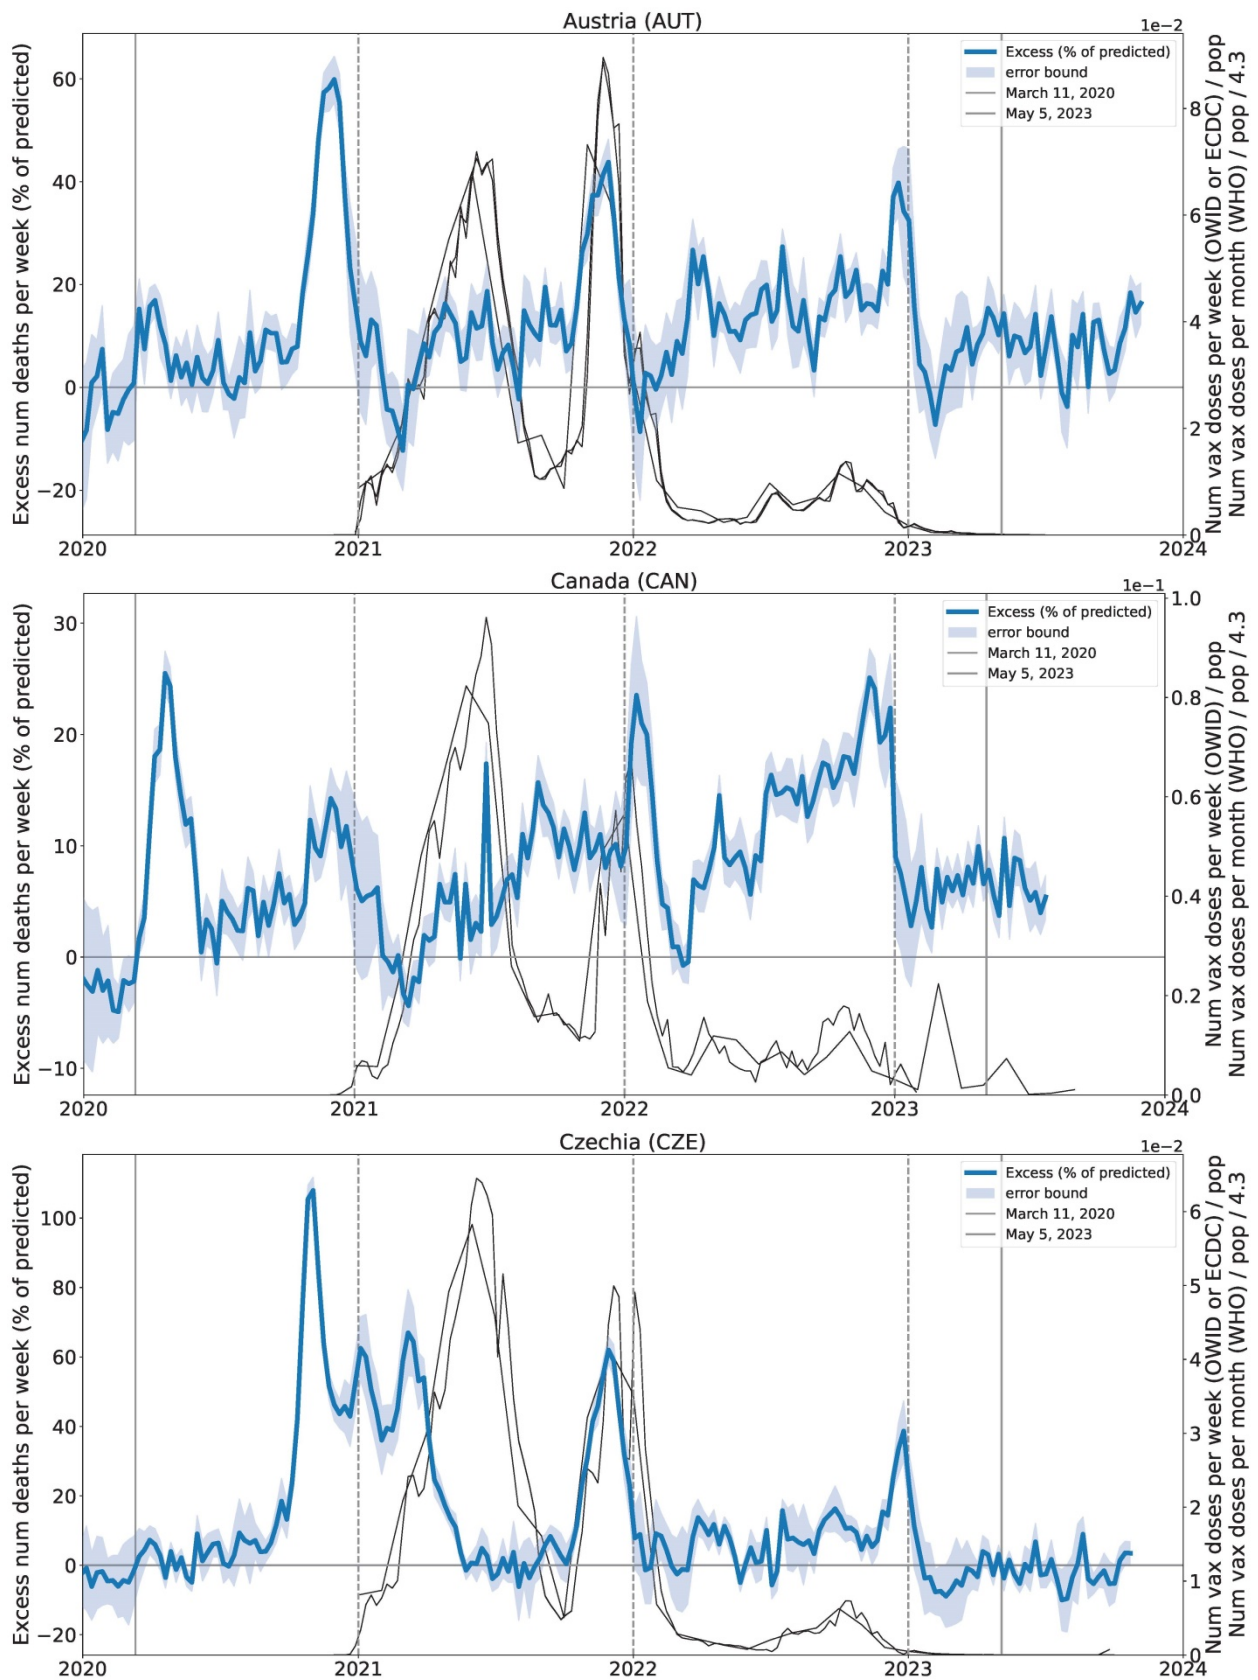 Austria (AUT)
1e−2
Excess num deaths per week (% of predicted)
60
40
20
0
−20
Excess (% of predicted)
error bound
March 11, 2020
May 5, 2023
8
6
4
2
0
Num vax doses per week (OWID or ECDC) / pop
Num vax doses per month (WHO) / pop / 4.3
2020
2021
2022
2023
2024
Canada (CAN)
1e−1
Excess num deaths per week (% of predicted)
30
20
10
0
−10
Excess (% of predicted)
error bound
March 11, 2020
May 5, 2023
1.0
0.8
0.6
0.4
0.2
0.0
Num vax doses per week (OWID) / pop
Num vax doses per month (WHO) / pop / 4.3
2020
2021
2022
2023
2024
Czechia (CZE)
1e−2
Excess num deaths per week (% of predicted)
100
80
60
40
20
0
−20
Excess (% of predicted)
error bound
March 11, 2020
May 5, 2023
6
5
4
3
2
1
0
Num vax doses per week (OWID or ECDC) / pop
Num vax doses per month (WHO) / pop / 4.3
2020
2021
2022
2023
2024